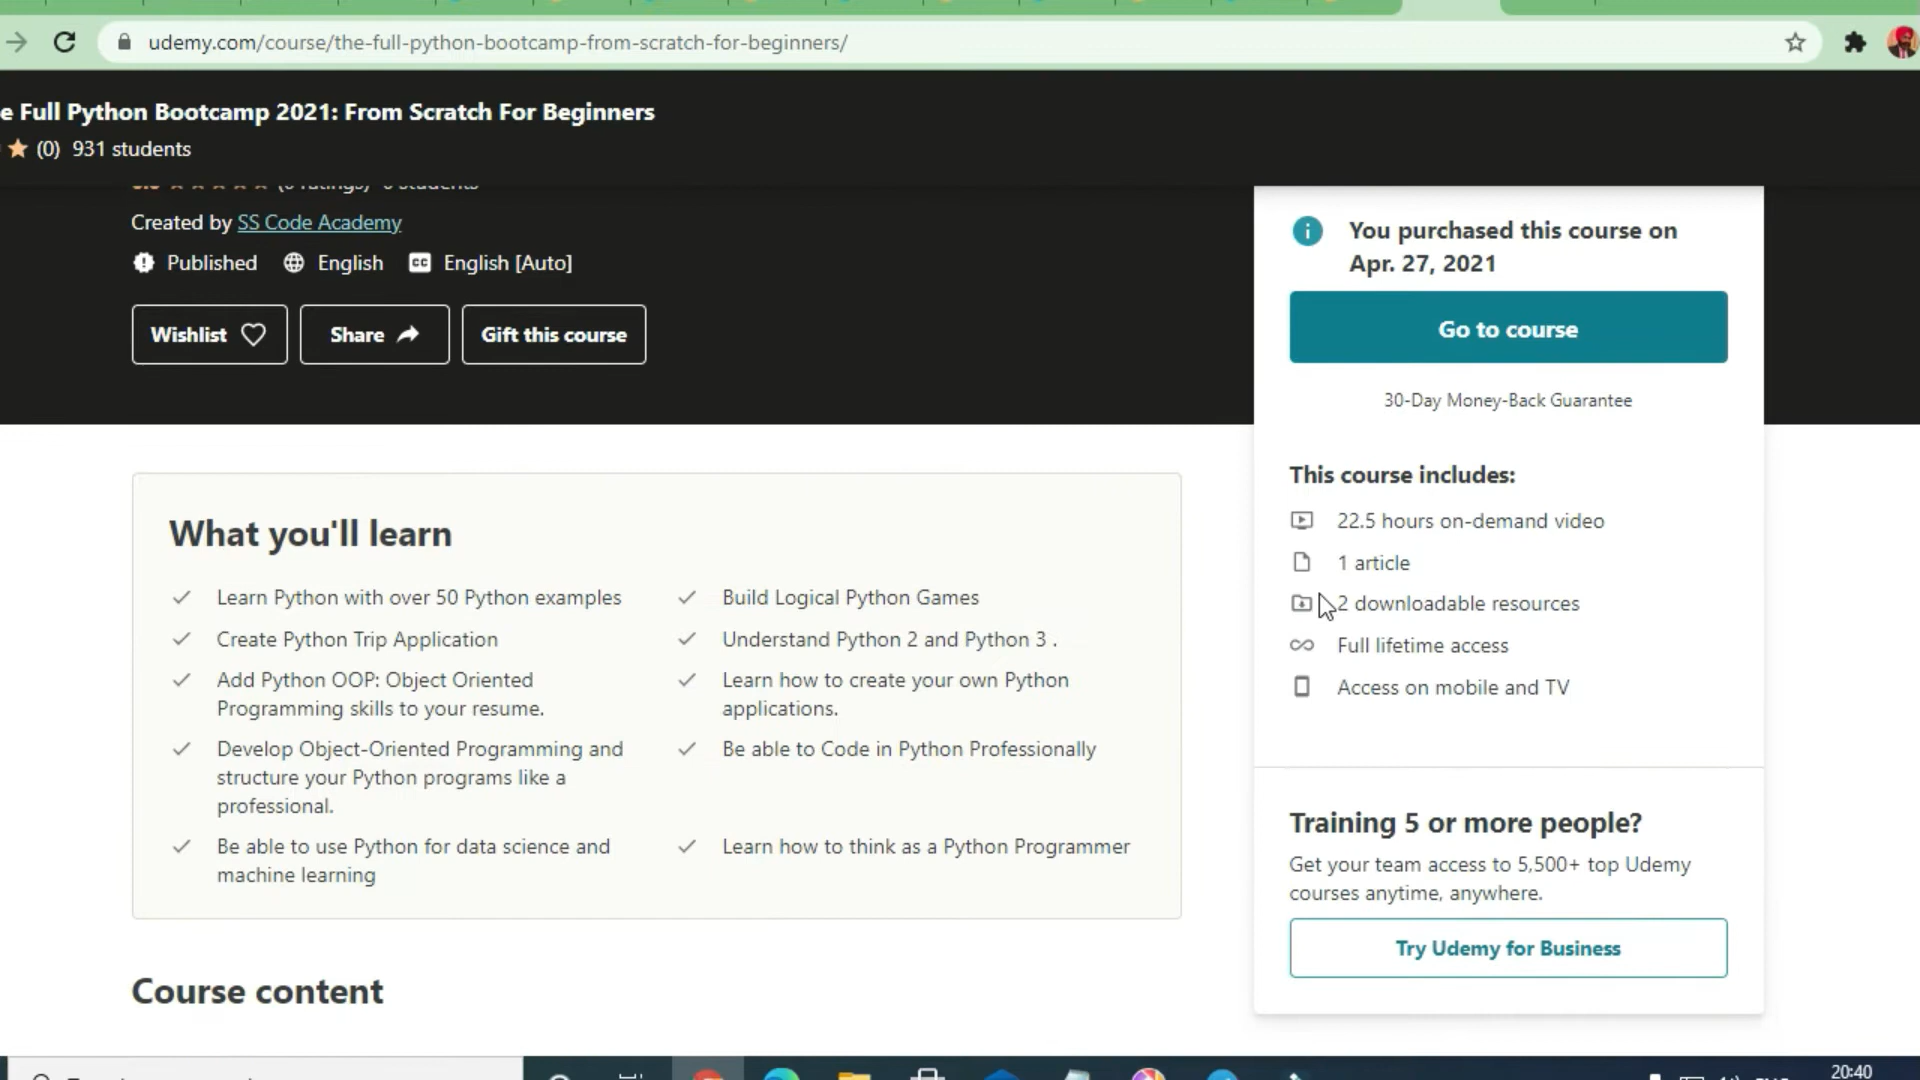 udemy.com/course/the-full-python-bootcamp-from-scratch-for-beginners/
e Full Python Bootcamp 2021: From Scratch For Beginners
(0) 931 students
Created by SS Code Academy
Published English CC English [Auto]
Wishlist Share Gift this course
You purchased this course on
Apr. 27, 2021
Go to course
30-Day Money-Back Guarantee
This course includes:
22.5 hours on-demand video
1 article
2 downloadable resources
Full lifetime access
Access on mobile and TV
Training 5 or more people?
Get your team access to 5,500+ top Udemy
courses anytime, anywhere.
Try Udemy for Business
What you'll learn
Learn Python with over 50 Python examples
Build Logical Python Games
Create Python Trip Application
Understand Python 2 and Python 3 .
Add Python OOP: Object Oriented
Programming skills to your resume.
Learn how to create your own Python
applications.
Develop Object-Oriented Programming and
structure your Python programs like a
professional.
Be able to Code in Python Professionally
Be able to use Python for data science and
machine learning
Learn how to think as a Python Programmer
Course content
20:40